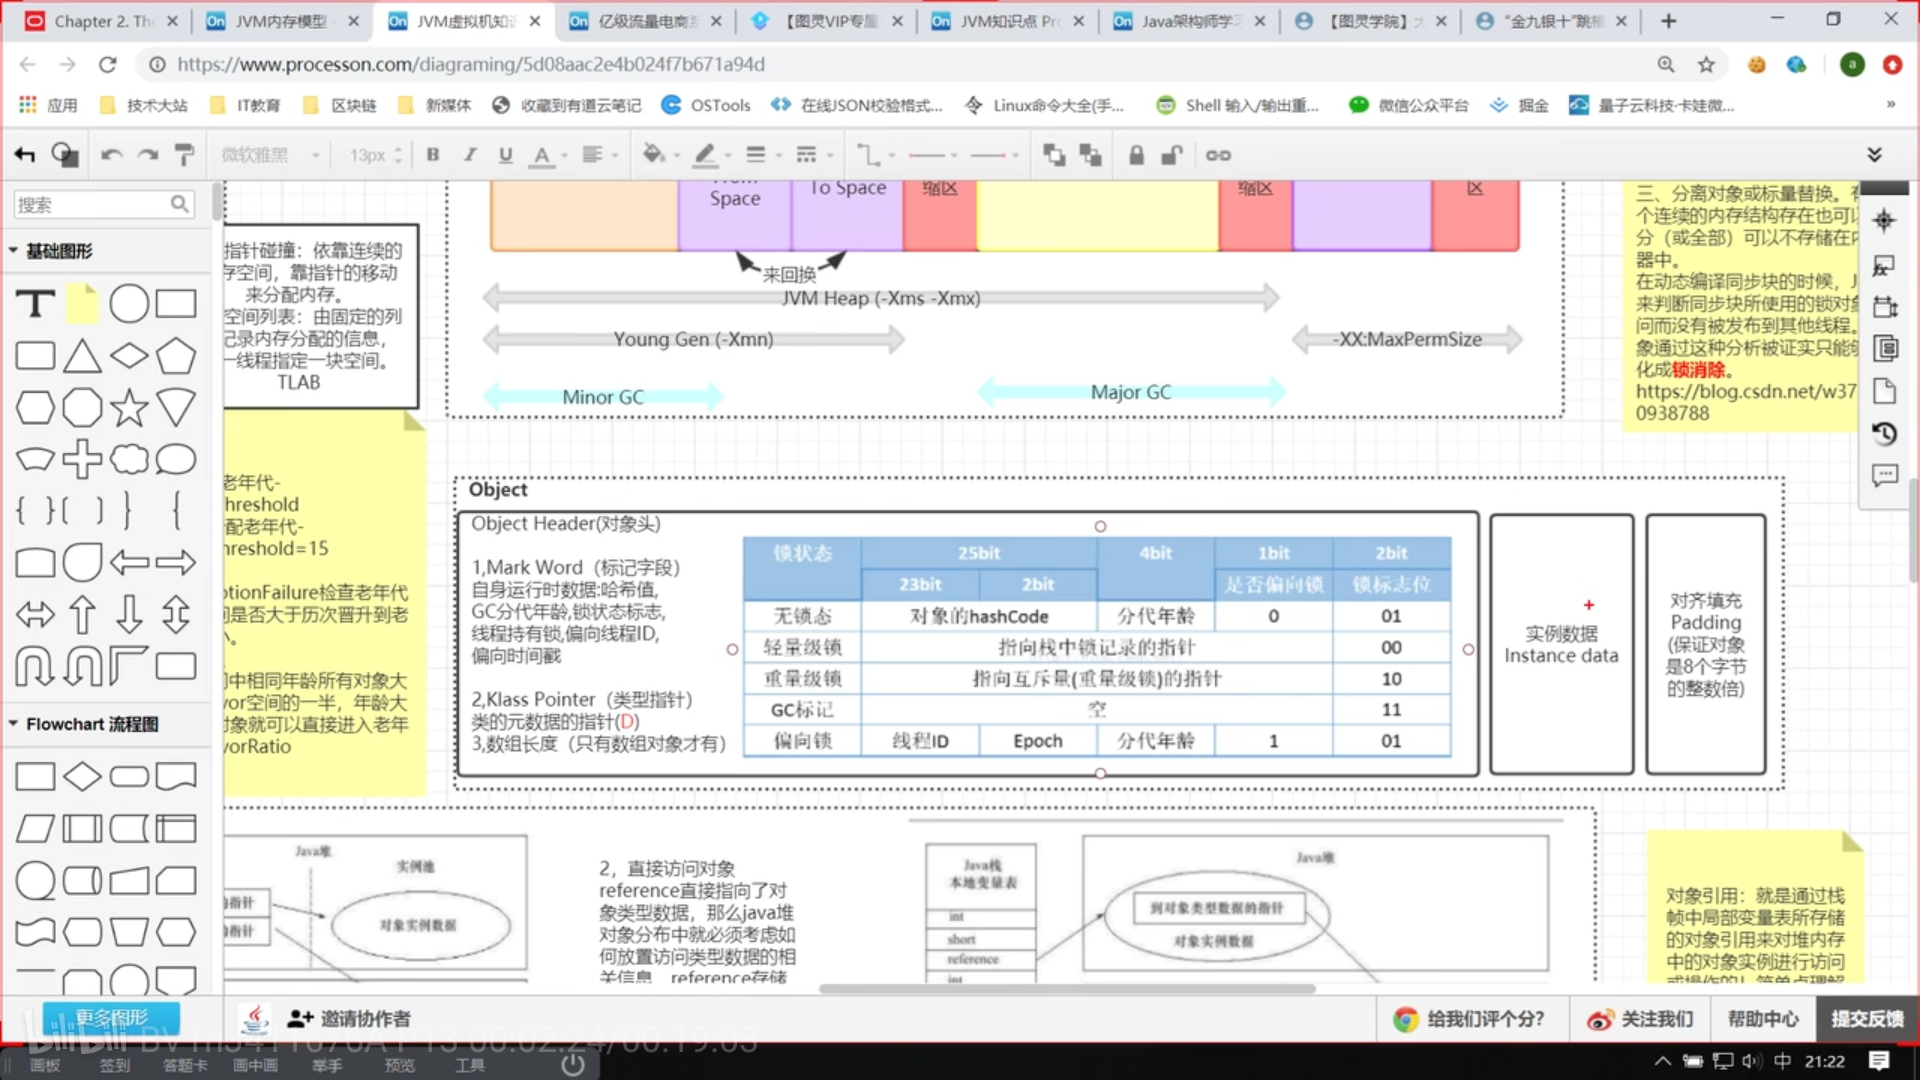 Chapter 2. Th
JVM内存模型
JVM虚拟机知识
亿级流量电商系
【图灵VIP专属
JVM知识点 Pr
Java架构师学习
【图灵学院】
“金九银十”跳槽
https://www.processon.com/diagraming/5d08aac2e4b024f7b671a94d
a
应用
技术大站
IT教育
区块链
新媒体
收藏到有道云笔记
OSTools
在线JSON校验格式...
Linux命令大全(手...
Shell 输入/输出重...
微信公众平台
掘金
量子云科技·卡娃微...
»
微软雅黑
13px
B
I
U
A
搜索
基础图形
T
Flowchart 流程图
更多图形
指针碰撞：依靠连续的
存空间，靠指针的移动
来分配内存。
空间列表：由固定的列
记录内存分配的信息，
一线程指定一块空间。
TLAB
老年代-
hreshold
配老年代-
hreshold=15
otionFailure检查老年代
间是否大于历次晋升到老
中相同年龄所有对象大
vor空间的一半，年龄大
对象就可以直接进入老年
vorRatio
From
Space
To Space
缩区
缩区
区
来回换
JVM Heap (-Xms -Xmx)
Young Gen (-Xmn)
-XX:MaxPermSize
Minor GC
Major GC
三、分离对象或标量替换。有
个连续的内存结构存在也可以
分（或全部）可以不存储在内
器中。
在动态编译同步块的时候，J
来判断同步块所使用的锁对象
问而没有被发布到其他线程。
象通过这种分析被证实只能够
化成锁消除。
https://blog.csdn.net/w37
0938788
Object
Object Header(对象头)
1,Mark Word（标记字段）
自身运行时数据:哈希值,
GC分代年龄,锁状态标志,
线程持有锁,偏向线程ID,
偏向时间戳
2,Klass Pointer（类型指针）
类的元数据的指针(D)
3,数组长度（只有数组对象才有）
锁状态 25bit 4bit 1bit 2bit
23bit 2bit 是否偏向锁 锁标志位
无锁态 对象的hashCode 分代年龄 0 01
轻量级锁 指向栈中锁记录的指针 00
重量级锁 指向互斥量(重量级锁)的指针 10
GC标记 空 11
偏向锁 线程ID Epoch 分代年龄 1 01
实例数据
Instance data
对齐填充
Padding
(保证对象
是8个字节
的整数倍)
Java堆
实例池
的指针
的指针
对象实例数据
2，直接访问对象
reference直接指向了对
象类型数据，那么java堆
对象分布中就必须考虑如
何放置访问类型数据的相
关信息，reference存储
Java栈
本地变量表
int
short
reference
int
Java堆
到对象类型数据的指针
对象实例数据
对象引用：就是通过栈
帧中局部变量表所存储
的对象引用来对堆内存
中的对象实例进行访问
或操作的！简单点理解
邀请协作者
给我们评个分?
关注我们
帮助中心
提交反馈
bilibili
画板
签到
答题卡
画中画
举手
预览
工具
中
21:22